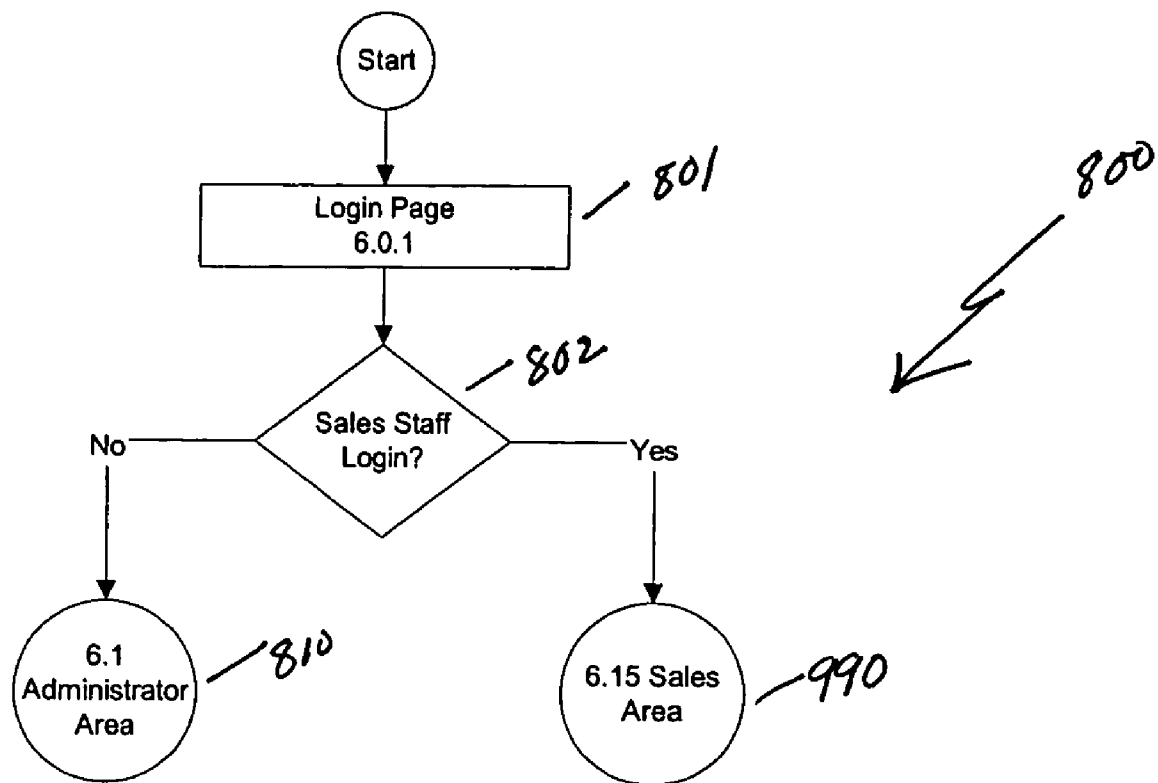 Start
801
800
Login Page
6.0.1
802
Sales Staff
Login?
No
Yes
6.1
Administrator
Area
810
6.15 Sales
Area
990